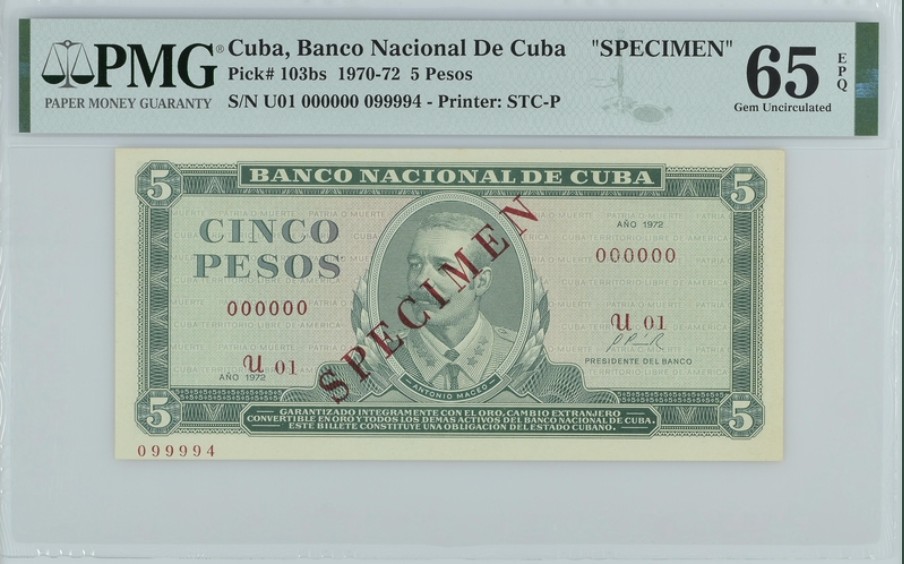 PMG® PAPER MONEY GUARANTY
Cuba, Banco Nacional De Cuba "SPECIMEN"
Pick# 103bs 1970-72 5 Pesos
S/N U01 000000 099994 - Printer: STC-P
65 EPQ
Gem Uncirculated
5 BANCO NACIONAL DE CUBA 5
CINCO
PESOS
AÑO 1972
000000
000000
SPECIMEN
U 01
U 01
AÑO 1972
PRESIDENTE DEL BANCO
ANTONIO MACEO
5 5
GARANTIZADO INTEGRAMENTE CON EL ORO, CAMBIO EXTRANJERO
CONVERTIBLE EN ORO Y TODOS LOS DEMAS ACTIVOS DEL BANCO NACIONAL DE CUBA.
ESTE BILLETE CONSTITUYE UNA OBLIGACION DEL ESTADO CUBANO.
099994